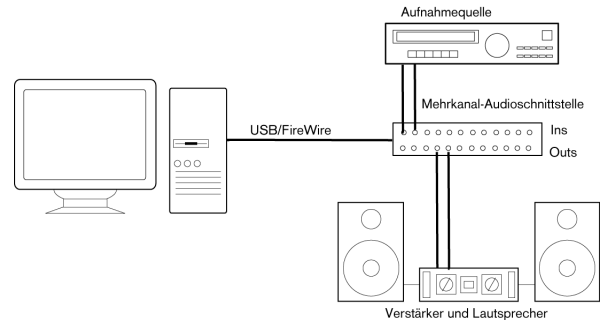 Aufnahmequelle
Mehrkanal-Audioschnittstelle
USB/FireWire
Ins
Outs
Verstärker und Lautsprecher